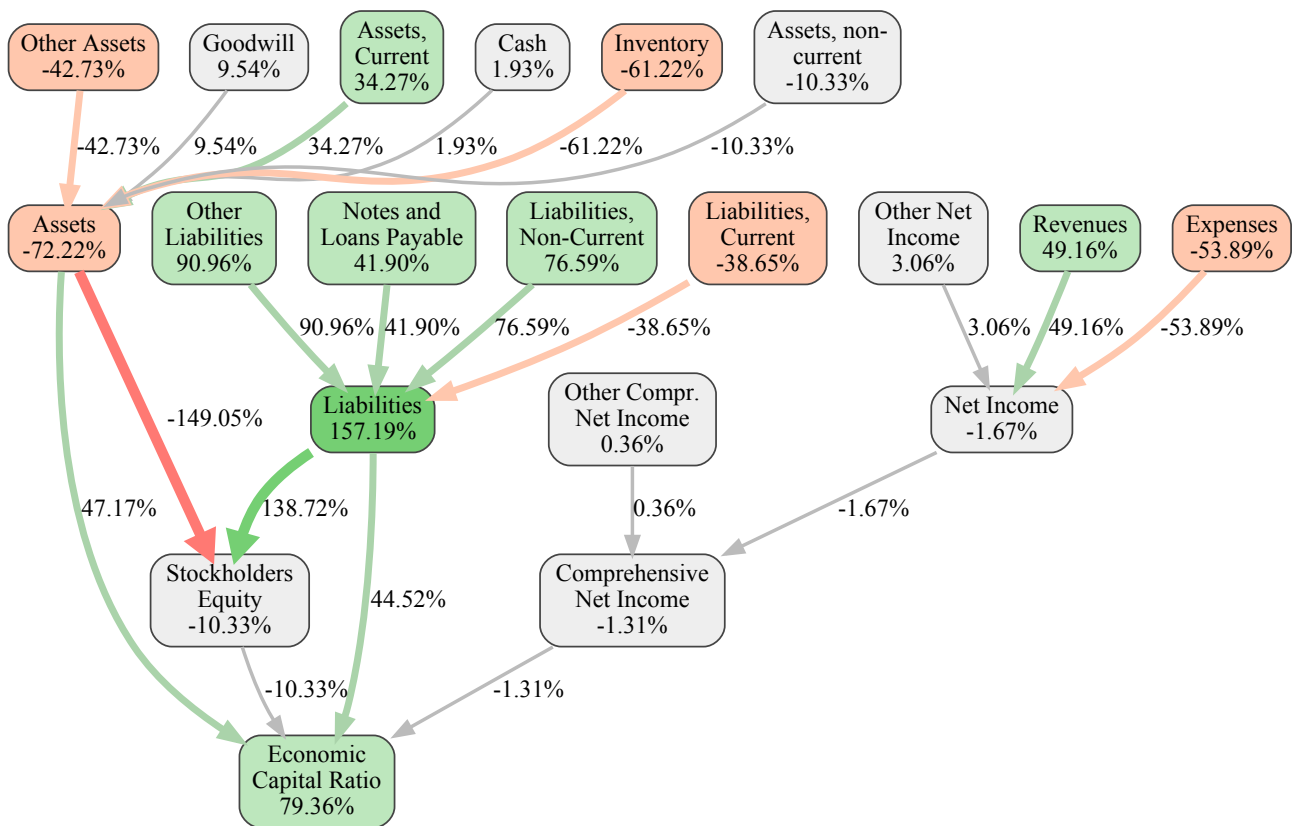 Other Assets
-42.73%
Goodwill
9.54%
Assets,
Current
34.27%
Cash
1.93%
Inventory
-61.22%
Assets, non-
current
-10.33%
-42.73%
9.54%
34.27%
1.93%
-61.22%
-10.33%
Assets
-72.22%
Other
Liabilities
90.96%
Notes and
Loans Payable
41.90%
Liabilities,
Non-Current
76.59%
Liabilities,
Current
-38.65%
Other Net
Income
3.06%
Revenues
49.16%
Expenses
-53.89%
90.96%
41.90%
76.59%
-38.65%
3.06%
49.16%
-53.89%
Liabilities
157.19%
Other Compr.
Net Income
0.36%
Net Income
-1.67%
-149.05%
47.17%
138.72%
0.36%
-1.67%
Stockholders
Equity
-10.33%
44.52%
Comprehensive
Net Income
-1.31%
-10.33%
-1.31%
Economic
Capital Ratio
79.36%